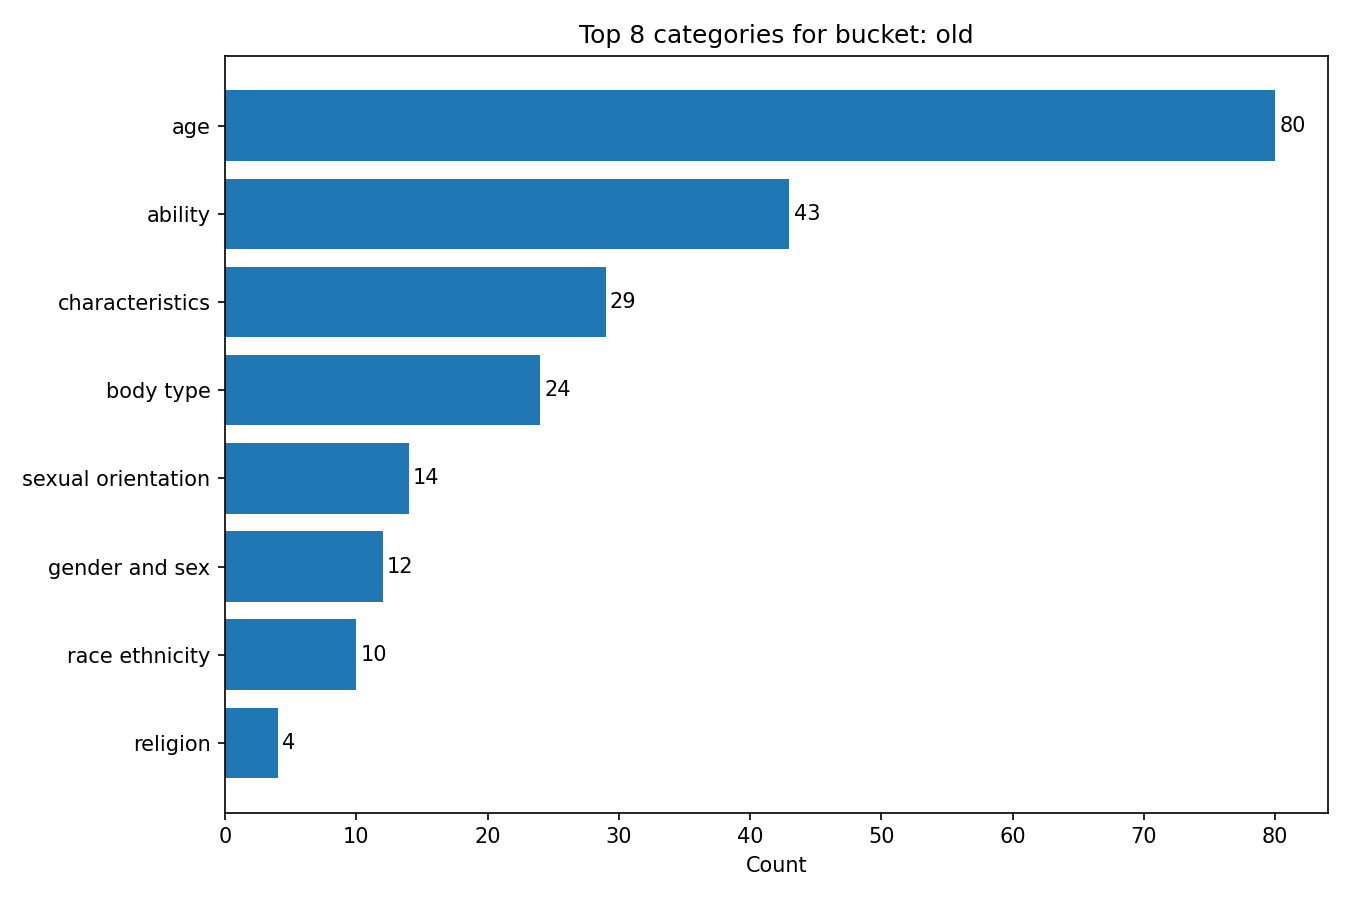 Top 8 categories for bucket: old
age
80
ability
43
characteristics
29
body type
24
sexual orientation
14
gender and sex
12
race ethnicity
10
religion
4
0 10 20 30 40 50 60 70 80
Count